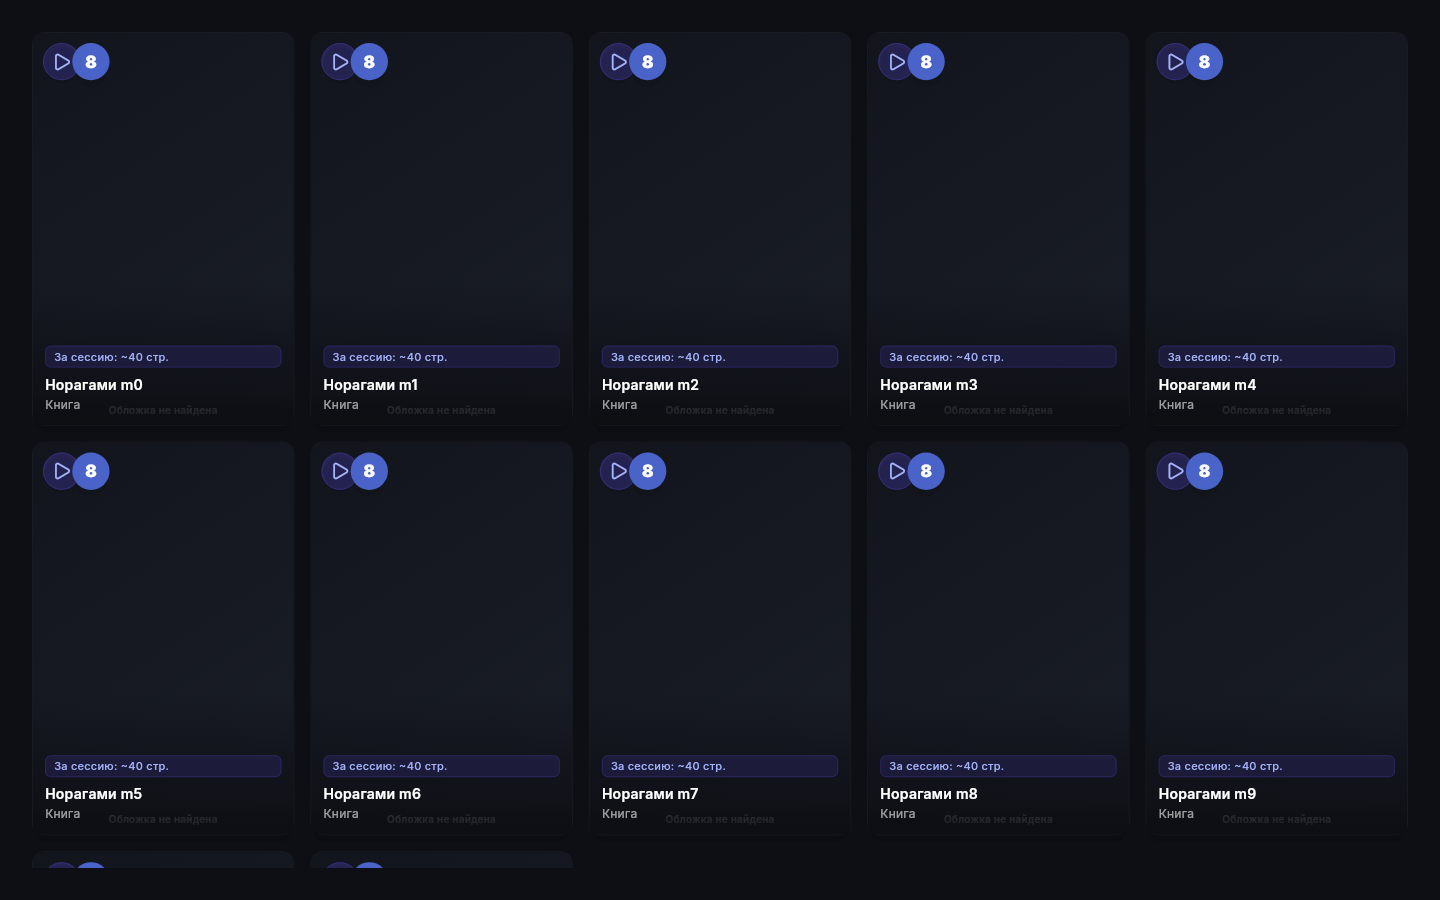 8
8
8
8
8
За сессию: ~40 стр.
За сессию: ~40 стр.
За сессию: ~40 стр.
За сессию: ~40 стр.
За сессию: ~40 стр.
Норагами m0
Норагами m1
Норагами m2
Норагами m3
Норагами m4
Книга
Обложка не найдена
Книга
Обложка не найдена
Книга
Обложка не найдена
Книга
Обложка не найдена
Книга
Обложка не найдена
8
8
8
8
8
За сессию: ~40 стр.
За сессию: ~40 стр.
За сессию: ~40 стр.
За сессию: ~40 стр.
За сессию: ~40 стр.
Норагами m5
Норагами m6
Норагами m7
Норагами m8
Норагами m9
Книга
Обложка не найдена
Книга
Обложка не найдена
Книга
Обложка не найдена
Книга
Обложка не найдена
Книга
Обложка не найдена